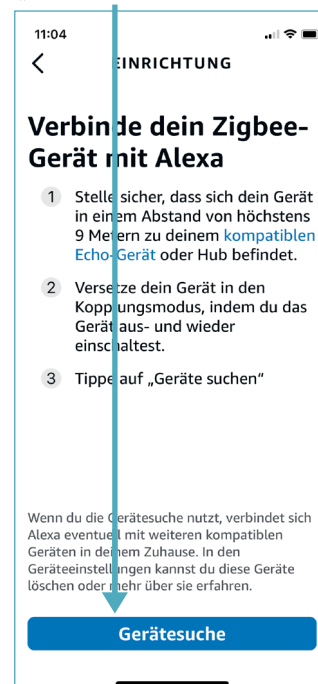 11:04
EINRICHTUNG
Verbinde dein Zigbee-
Gerät mit Alexa
1 Stelle sicher, dass sich dein Gerät
in einem Abstand von höchstens
9 Metern zu deinem kompatiblen
Echo-Gerät oder Hub befindet.
2 Versetze dein Gerät in den
Kopplungsmodus, indem du das
Gerät aus- und wieder
einschaltest.
3 Tippe auf „Geräte suchen“
Wenn du die Gerätesuche nutzt, verbindet sich
Alexa eventuell mit weiteren kompatiblen
Geräten in deinem Zuhause. In den
Geräteeinstellungen kannst du diese Geräte
löschen oder mehr über sie erfahren.
Gerätesuche